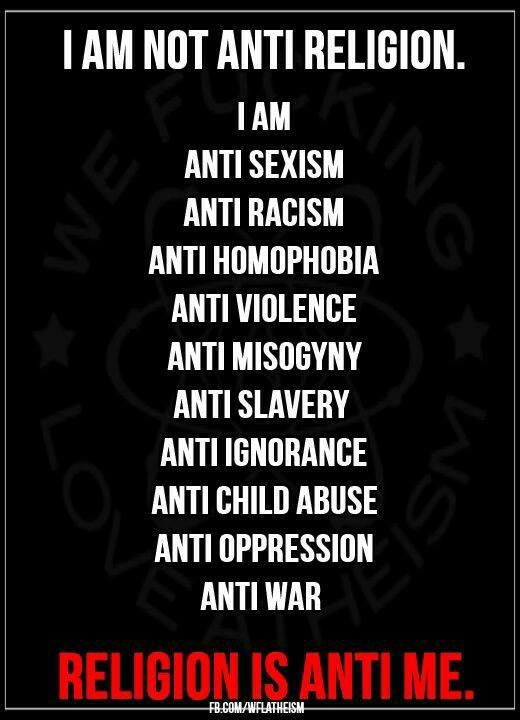 I AM NOT ANTI RELIGION.
I AM
ANTI SEXISM
ANTI RACISM
ANTI HOMOPHOBIA
ANTI VIOLENCE
ANTI MISOGYNY
ANTI SLAVERY
ANTI IGNORANCE
ANTI CHILD ABUSE
ANTI OPPRESSION
ANTI WAR
RELIGION IS ANTI ME.
FB.COM/WFLATHEISM
WE FUCKING
LOVE ATHEISM